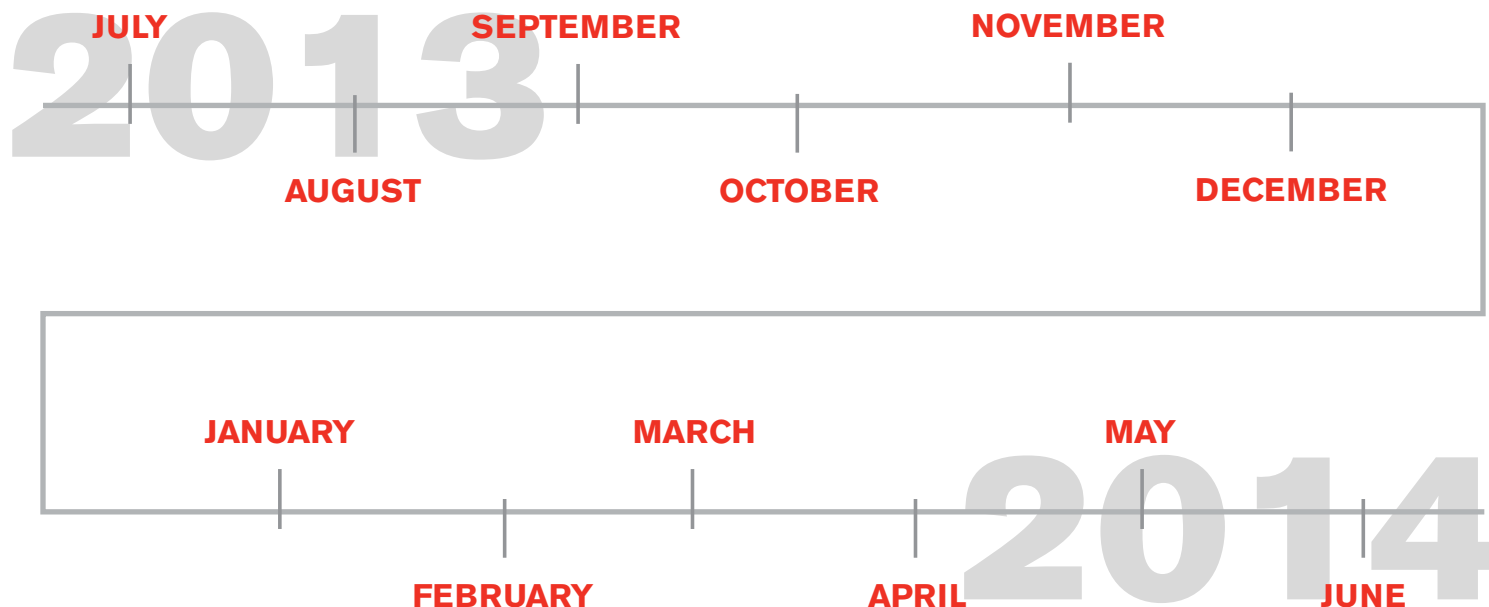 JULY SEPTEMBER NOVEMBER
2013
AUGUST OCTOBER DECEMBER
JANUARY MARCH MAY
2014
FEBRUARY APRIL JUNE